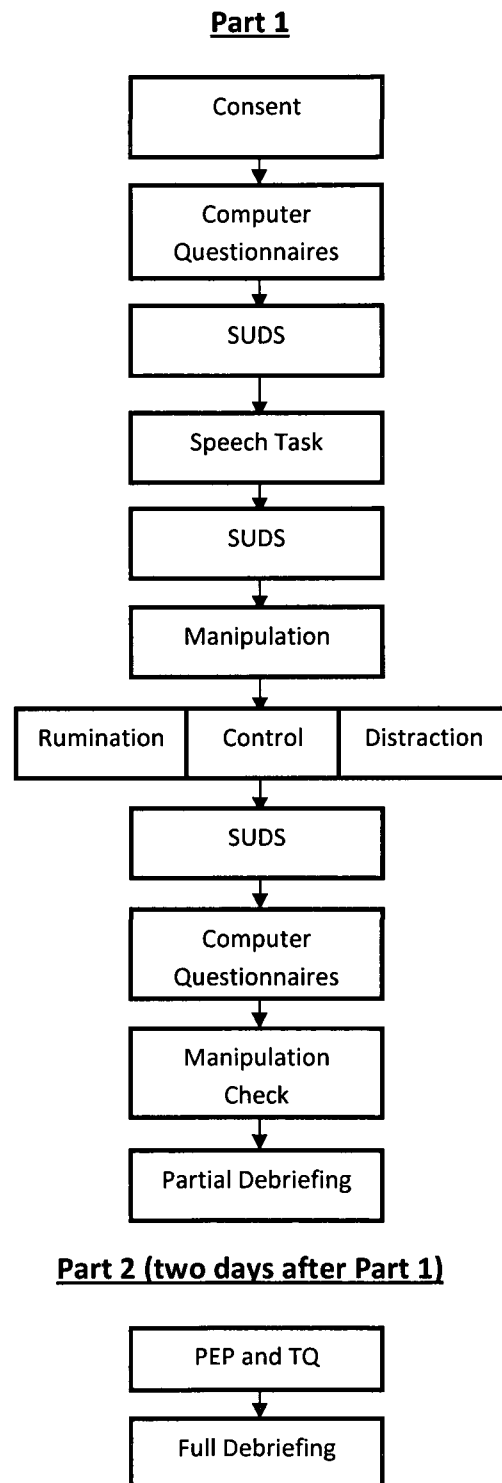 Part 1
Consent
Computer
Questionnaires
SUDS
Speech Task
SUDS
Manipulation
Rumination Control Distraction
SUDS
Computer
Questionnaires
Manipulation
Check
Partial Debriefing
Part 2 (two days after Part 1)
PEP and TQ
Full Debriefing